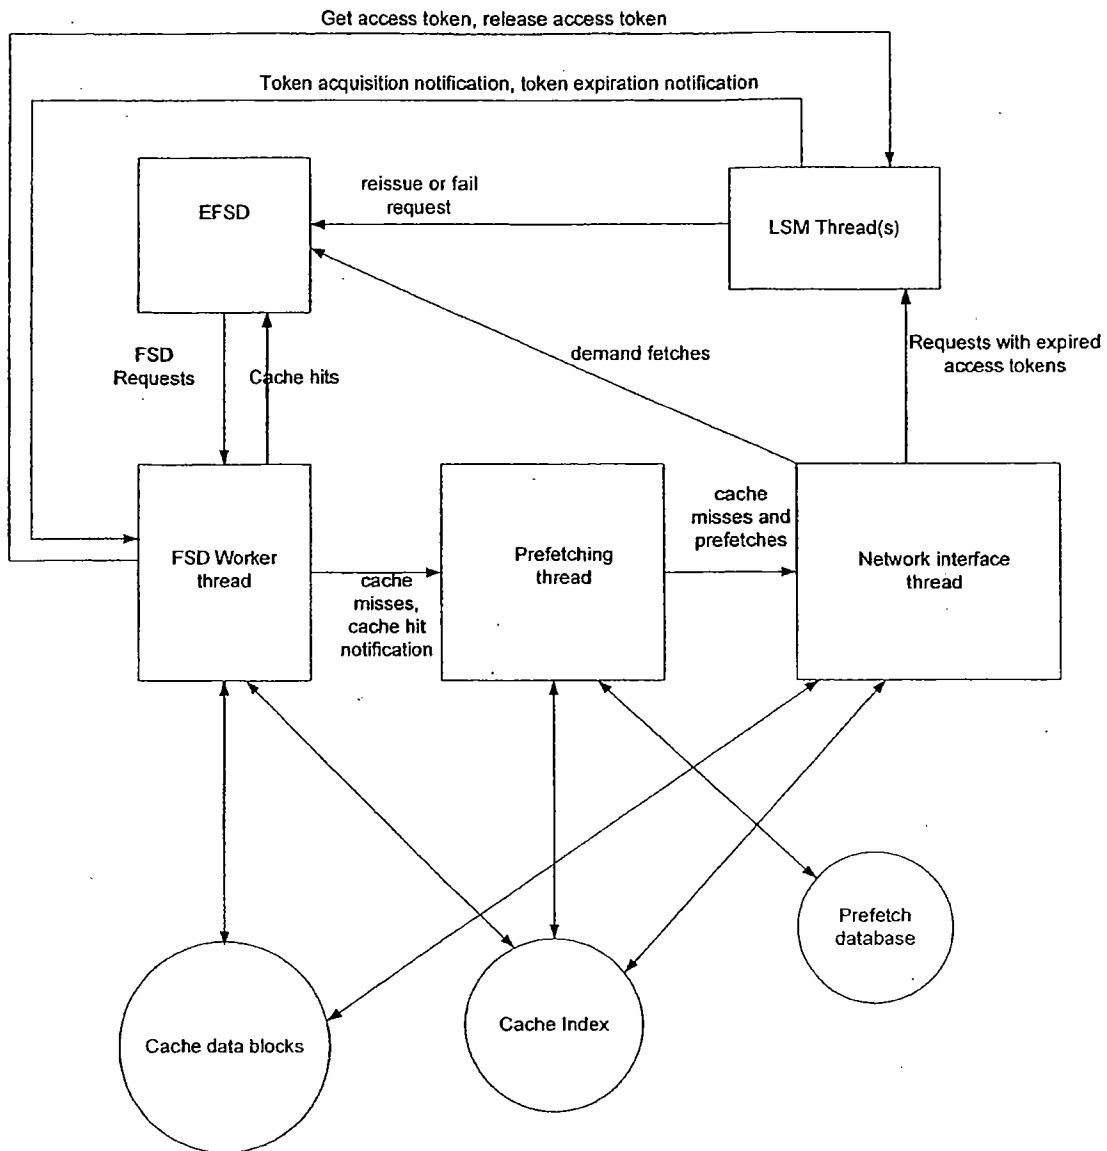 Get access token, release access token
Token acquisition notification, token expiration notification
EFSD
reissue or fail
request
LSM Thread(s)
FSD
Requests
Cache hits
demand fetches
Requests with expired
access tokens
FSD Worker
thread
cache
misses,
cache hit
notification
Prefetching
thread
cache
misses and
prefetches
Network interface
thread
Prefetch
database
Cache data blocks
Cache Index